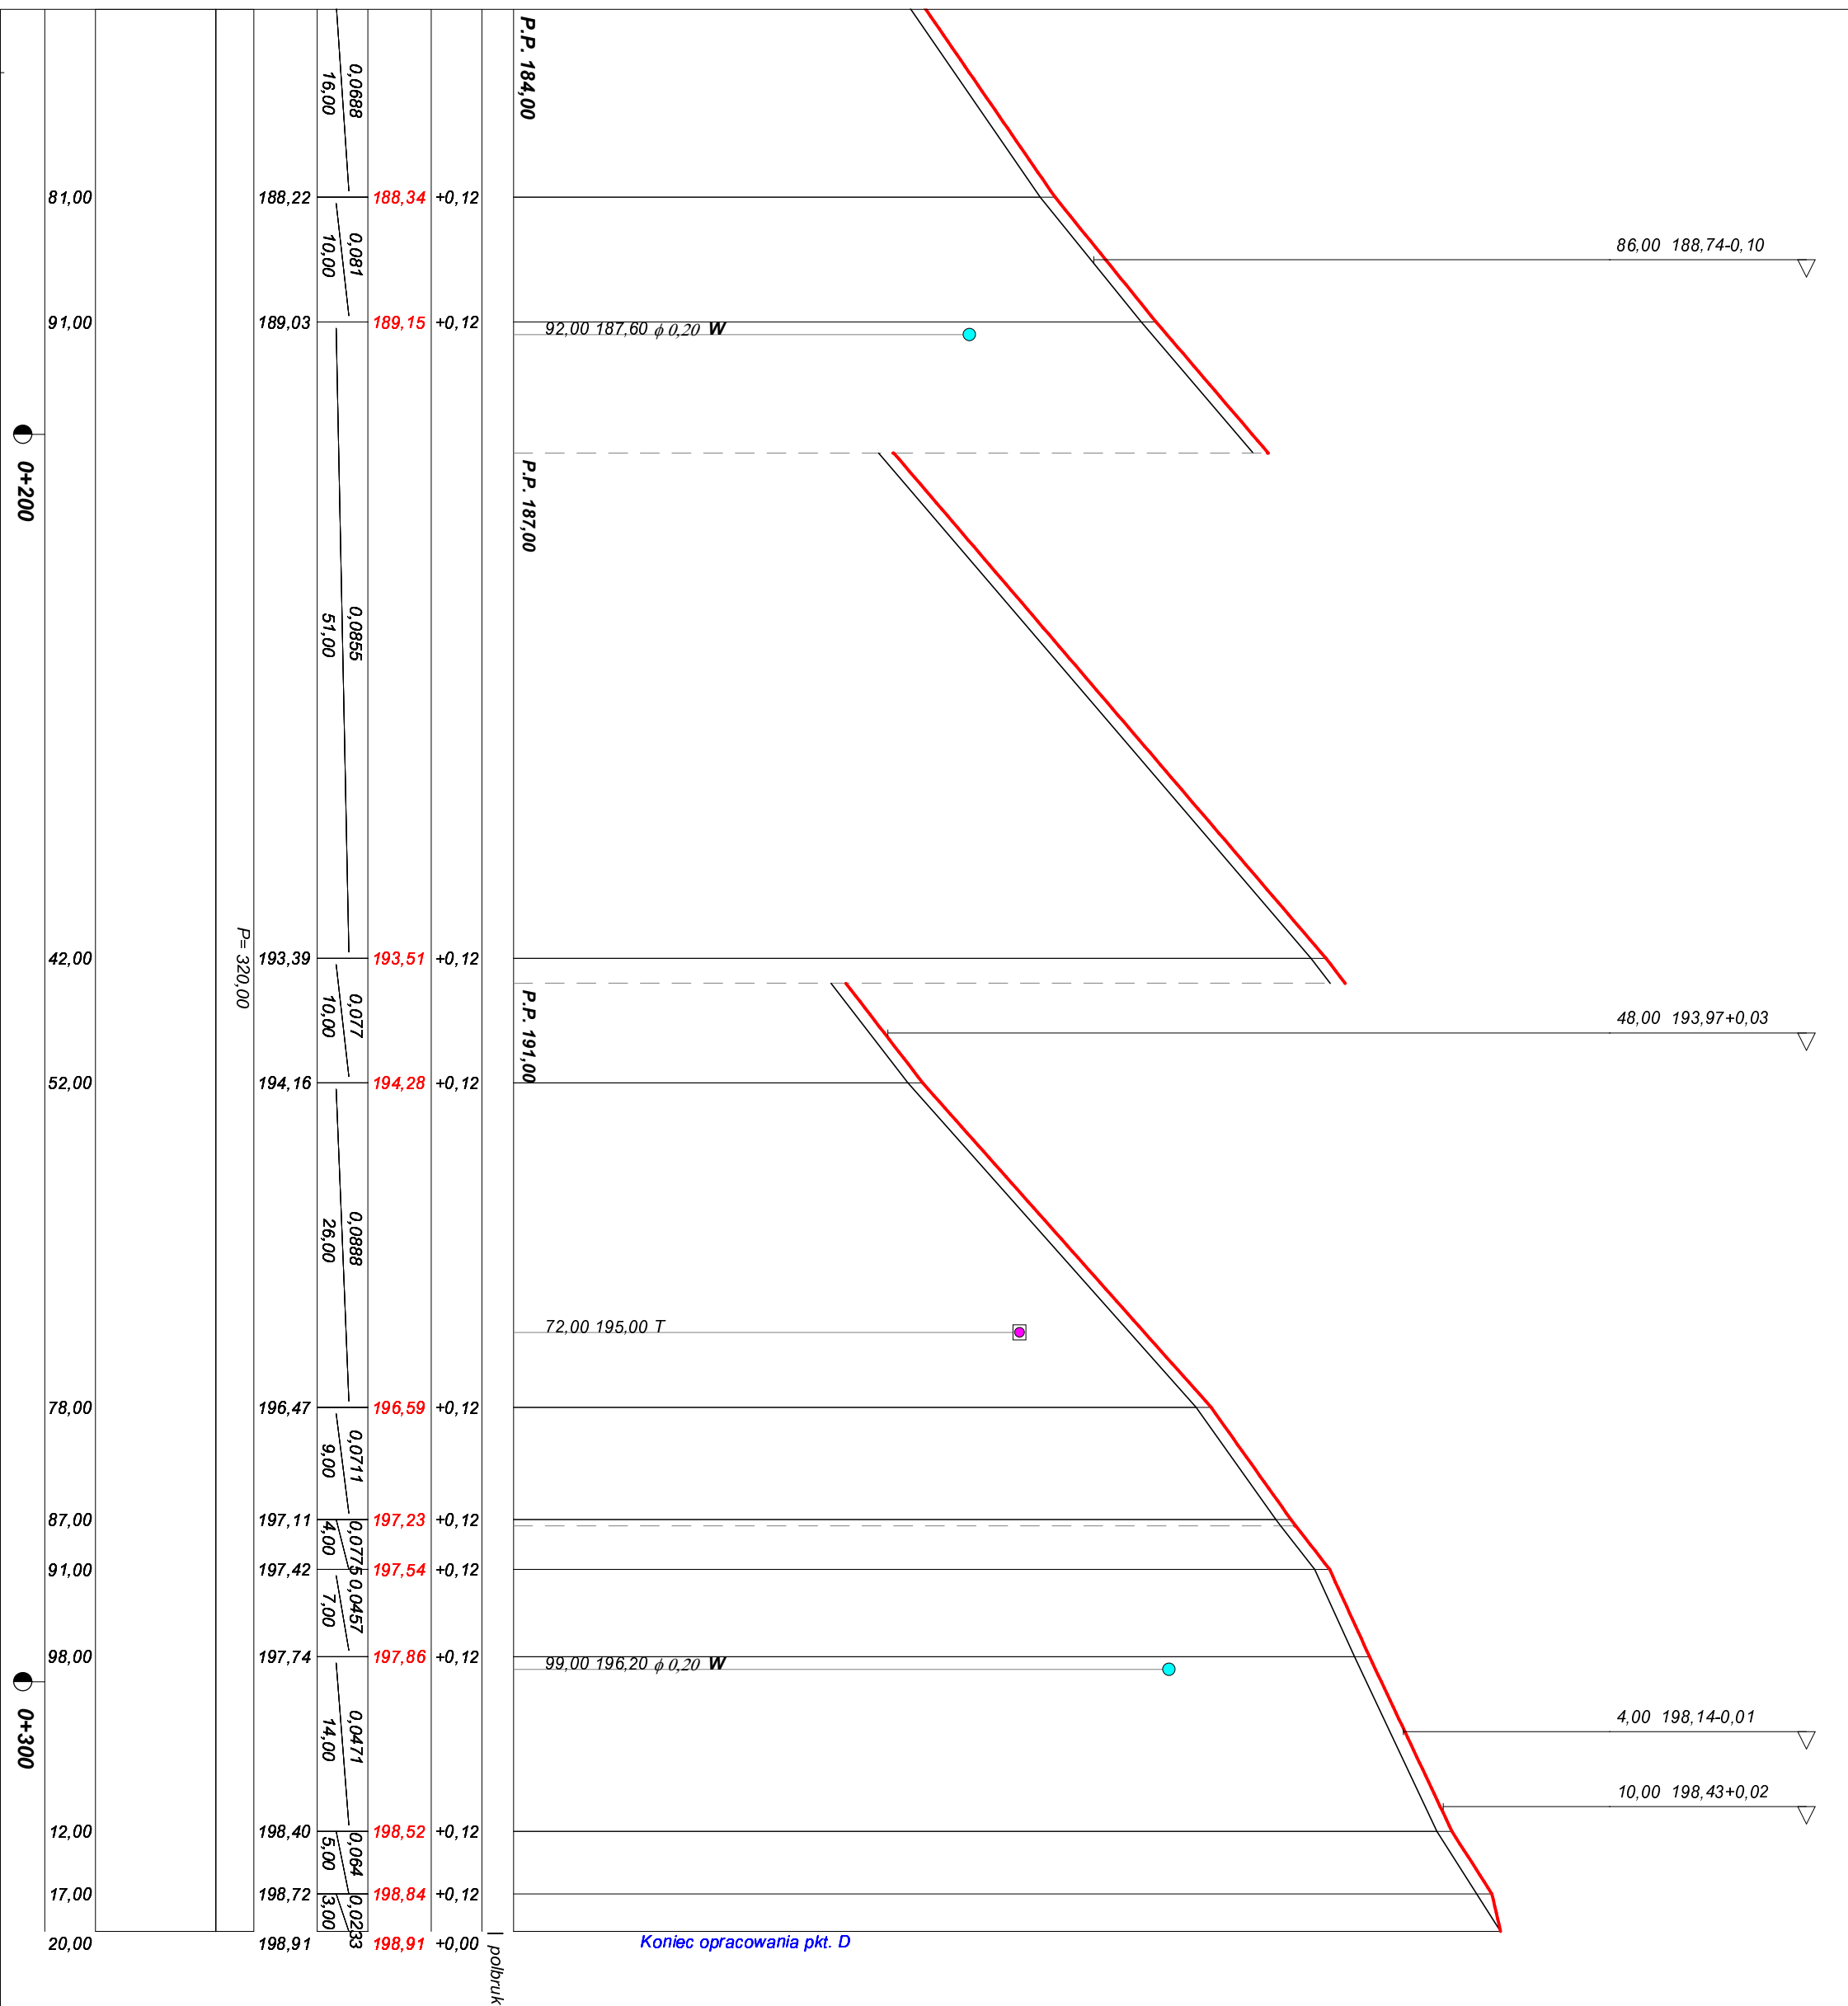 P.P. 184,00
0,0688
16,00
81,00 188,22 188,34 +0,12
86,00 188,74-0,10
0,081
10,00
91,00 189,03 189,15 +0,12
92,00 187,60 ϕ 0,20 W
0+200
P.P. 187,00
0,0855
51,00
P= 320,00
42,00 193,39 193,51 +0,12
P.P. 191,00
0,077
10,00
48,00 193,97+0,03
52,00 194,16 194,28 +0,12
0,0888
26,00
72,00 195,00 T
78,00 196,47 196,59 +0,12
0,0711
9,00
87,00 197,11 197,23 +0,12
0,0775
4,00
91,00 197,42 197,54 +0,12
0,0457
7,00
98,00 197,74 197,86 +0,12
99,00 196,20 ϕ 0,20 W
0+300
0,0471
14,00
4,00 198,14-0,01
10,00 198,43+0,02
12,00 198,40 198,52 +0,12
0,064
5,00
17,00 198,72 198,84 +0,12
0,0233
3,00
20,00 198,91 198,91 +0,00
polbruk
Koniec opracowania pkt. D